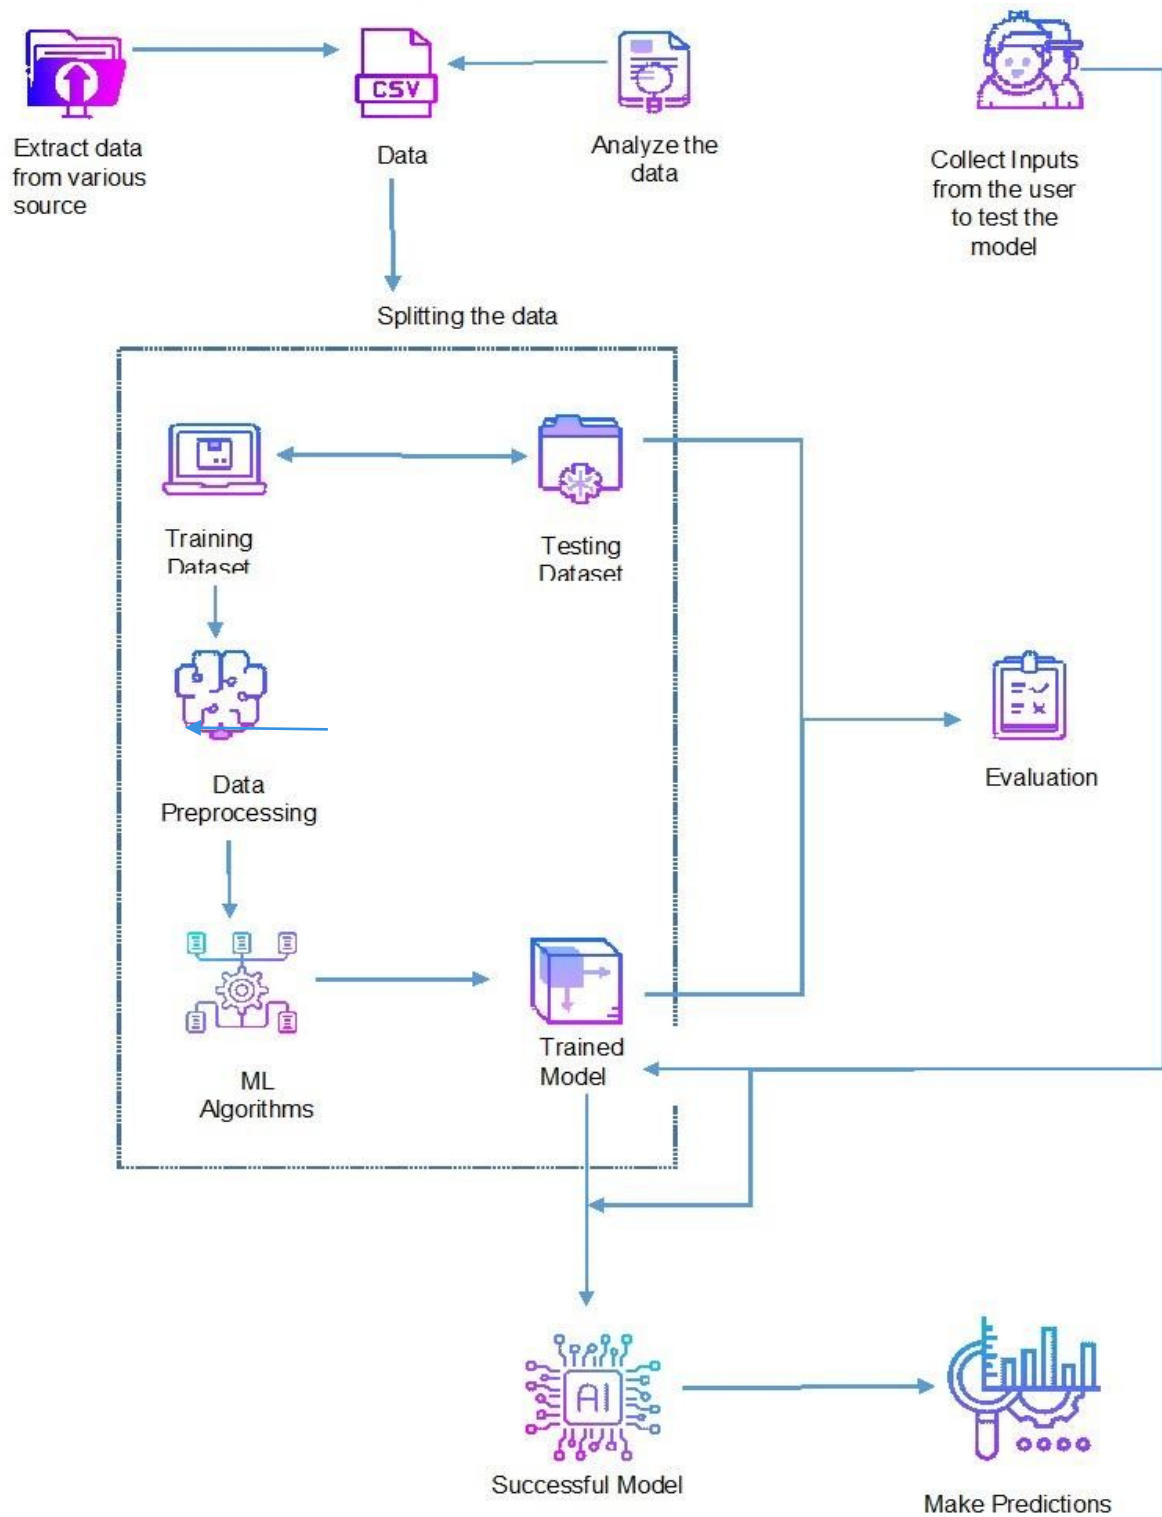 CSV
Extract data
from various
source
Data
Analyze the
data
Collect Inputs
from the user
to test the
model
Splitting the data
Training
Dataset
Testing
Dataset
Data
Preprocessing
Evaluation
ML
Algorithms
Trained
Model
AI
Successful Model
Make Predictions